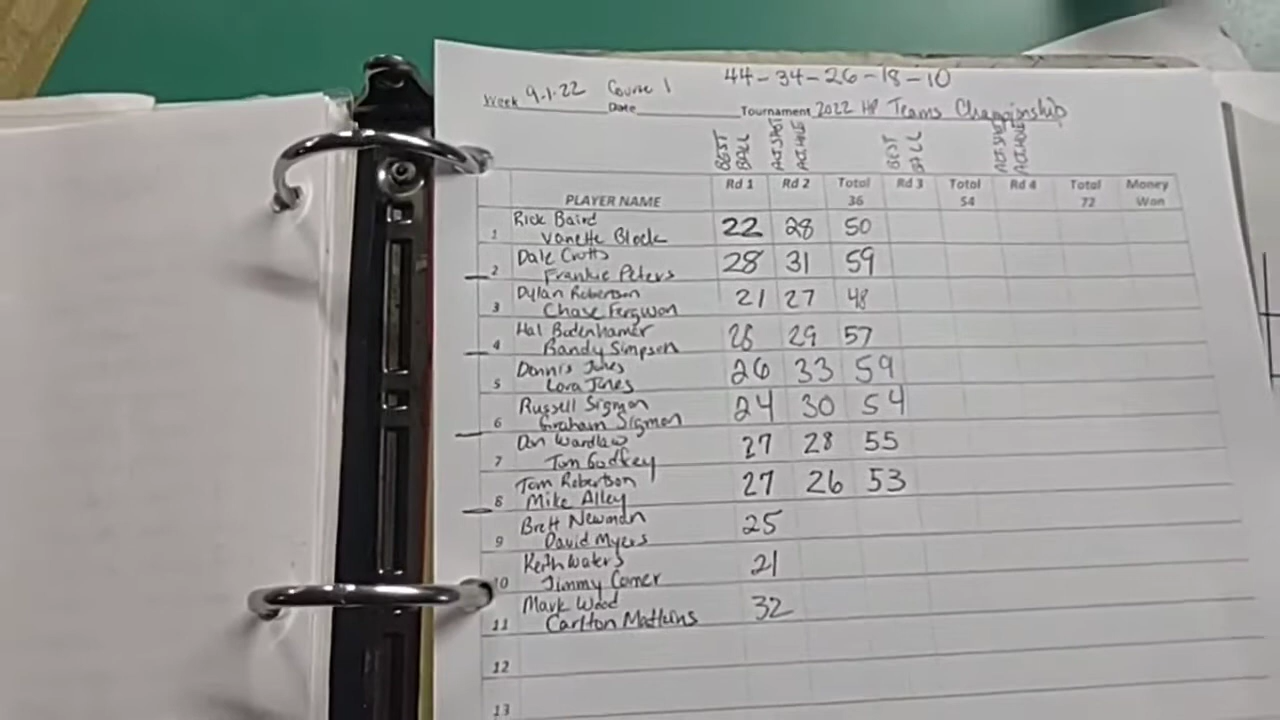 44-34-26-18-10
Week 9.1.22 Course 1 Date Tournament 2022 HP Teams Championship
BEST BALL BEST BALL
Rd 1 Rd 2 Total 36 Rd 3 Total 54 Rd 4 Total 72 Money Won
PLAYER NAME
Rick Baird
1 Vanette Block 22 28 50
Dale Crotts
2 Frankie Peters 28 31 59
Dylan Robertson
3 Chase Ferguson 21 27 48
Hal Bodenhamer
4 Randy Simpson 28 29 57
Dennis Jones
5 Lora Jones 26 33 59
Russell Sigmon
6 Graham Sigmon 24 30 54
Dan Wardlaw
7 Tom Godfrey 27 28 55
Tom Robertson
8 Mike Alley 27 26 53
Brett Newman
9 David Myers 25
Keith Waters
10 Jimmy Comer 21
Mark Wood
11 Carlton Matkins 32
12
13